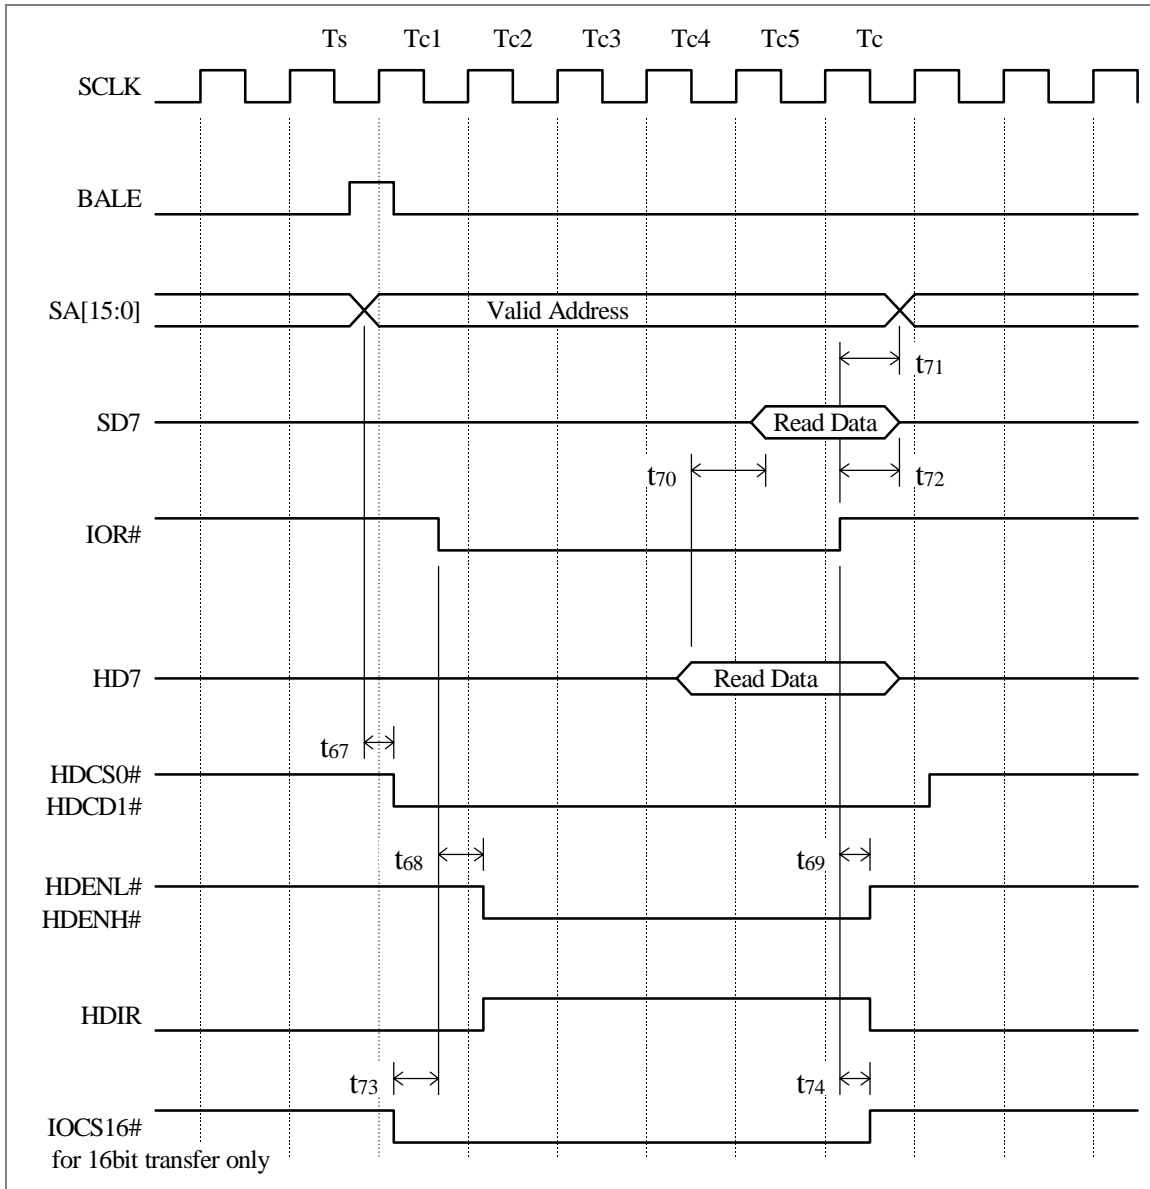 Ts Tc1 Tc2 Tc3 Tc4 Tc5 Tc
SCLK
BALE
SA[15:0] Valid Address
t71
SD7 Read Data
t70 t72
IOR#
HD7 Read Data
t67
HDCS0#
HDCD1#
t68 t69
HDENL#
HDENH#
HDIR
t73 t74
IOCS16#
for 16bit transfer only